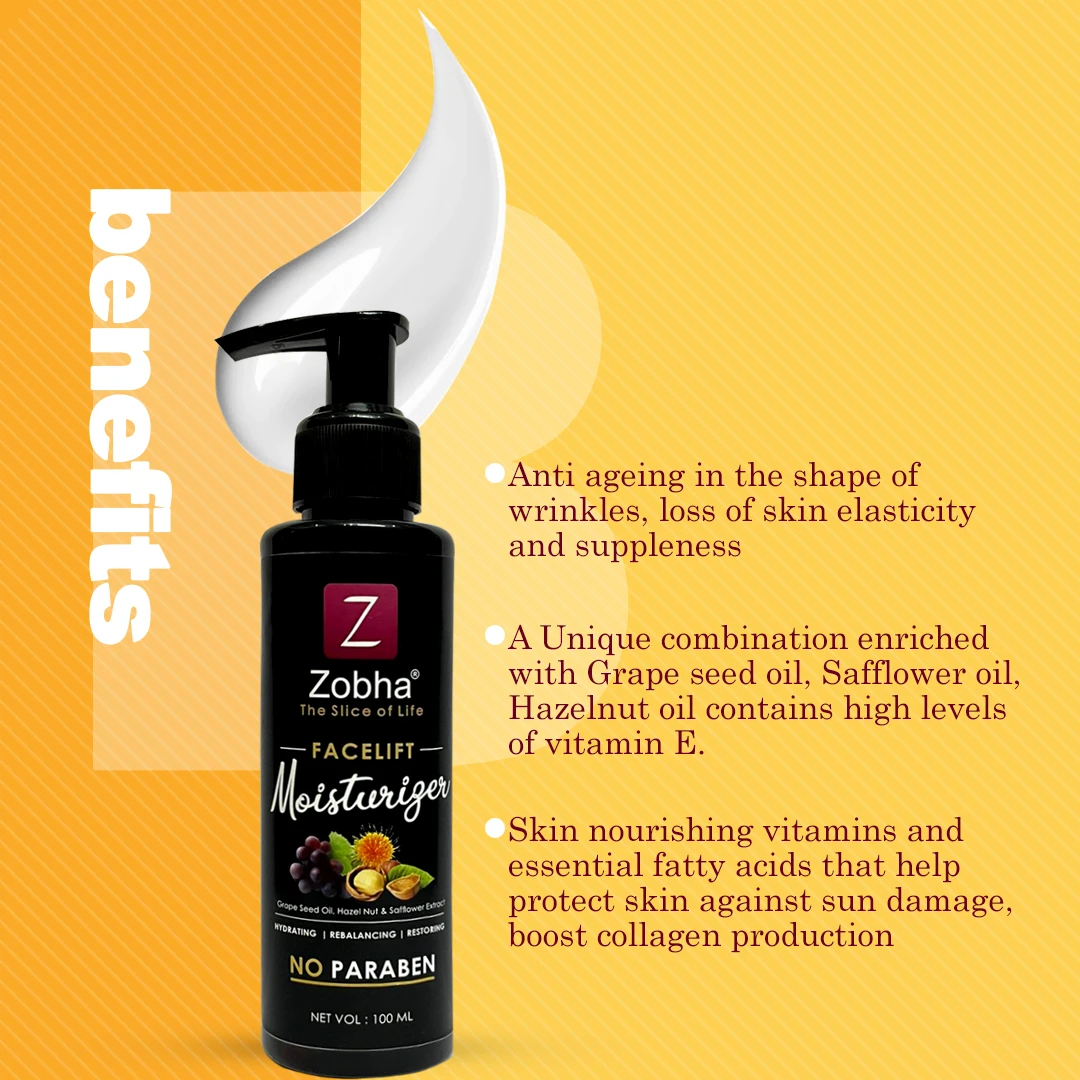 benefits
Z
Zobha®
The Slice of Life
FACELIFT
Moisturizer
Grape Seed Oil, Hazel Nut & Safflower Extract
HYDRATING | REBALANCING | RESTORING
NO PARABEN
NET VOL : 100 ML
Anti ageing in the shape of
wrinkles, loss of skin elasticity
and suppleness
A Unique combination enriched
with Grape seed oil, Safflower oil,
Hazelnut oil contains high levels
of vitamin E.
Skin nourishing vitamins and
essential fatty acids that help
protect skin against sun damage,
boost collagen production